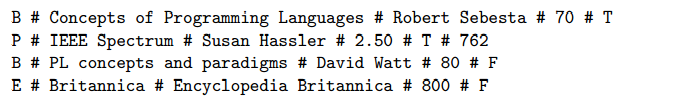 B # Concepts of Programming Languages # Robert Sebesta # 70 # T
P # IEEE Spectrum # Susan Hassler # 2.50 # T # 762
B # PL concepts and paradigms # David Watt # 80 # F
E # Britannica # Encyclopedia Britannica # 800 # F